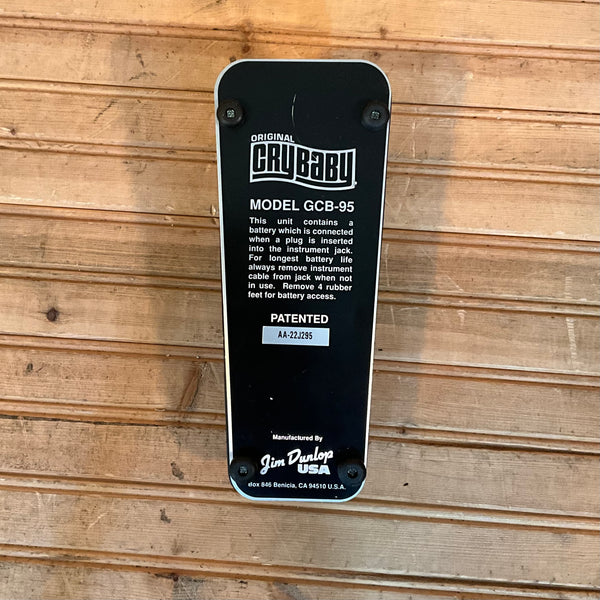 ORIGINAL
CRYBABY
MODEL GCB-95
This unit contains a
battery which is connected
when a plug is inserted
into the instrument jack.
For longest battery life
always remove instrument
cable from jack when not
in use. Remove 4 rubber
feet for battery access.
PATENTED
AA-22J295
Manufactured By
Jim Dunlop
USA
Box 846 Benicia, CA 94510 U.S.A.